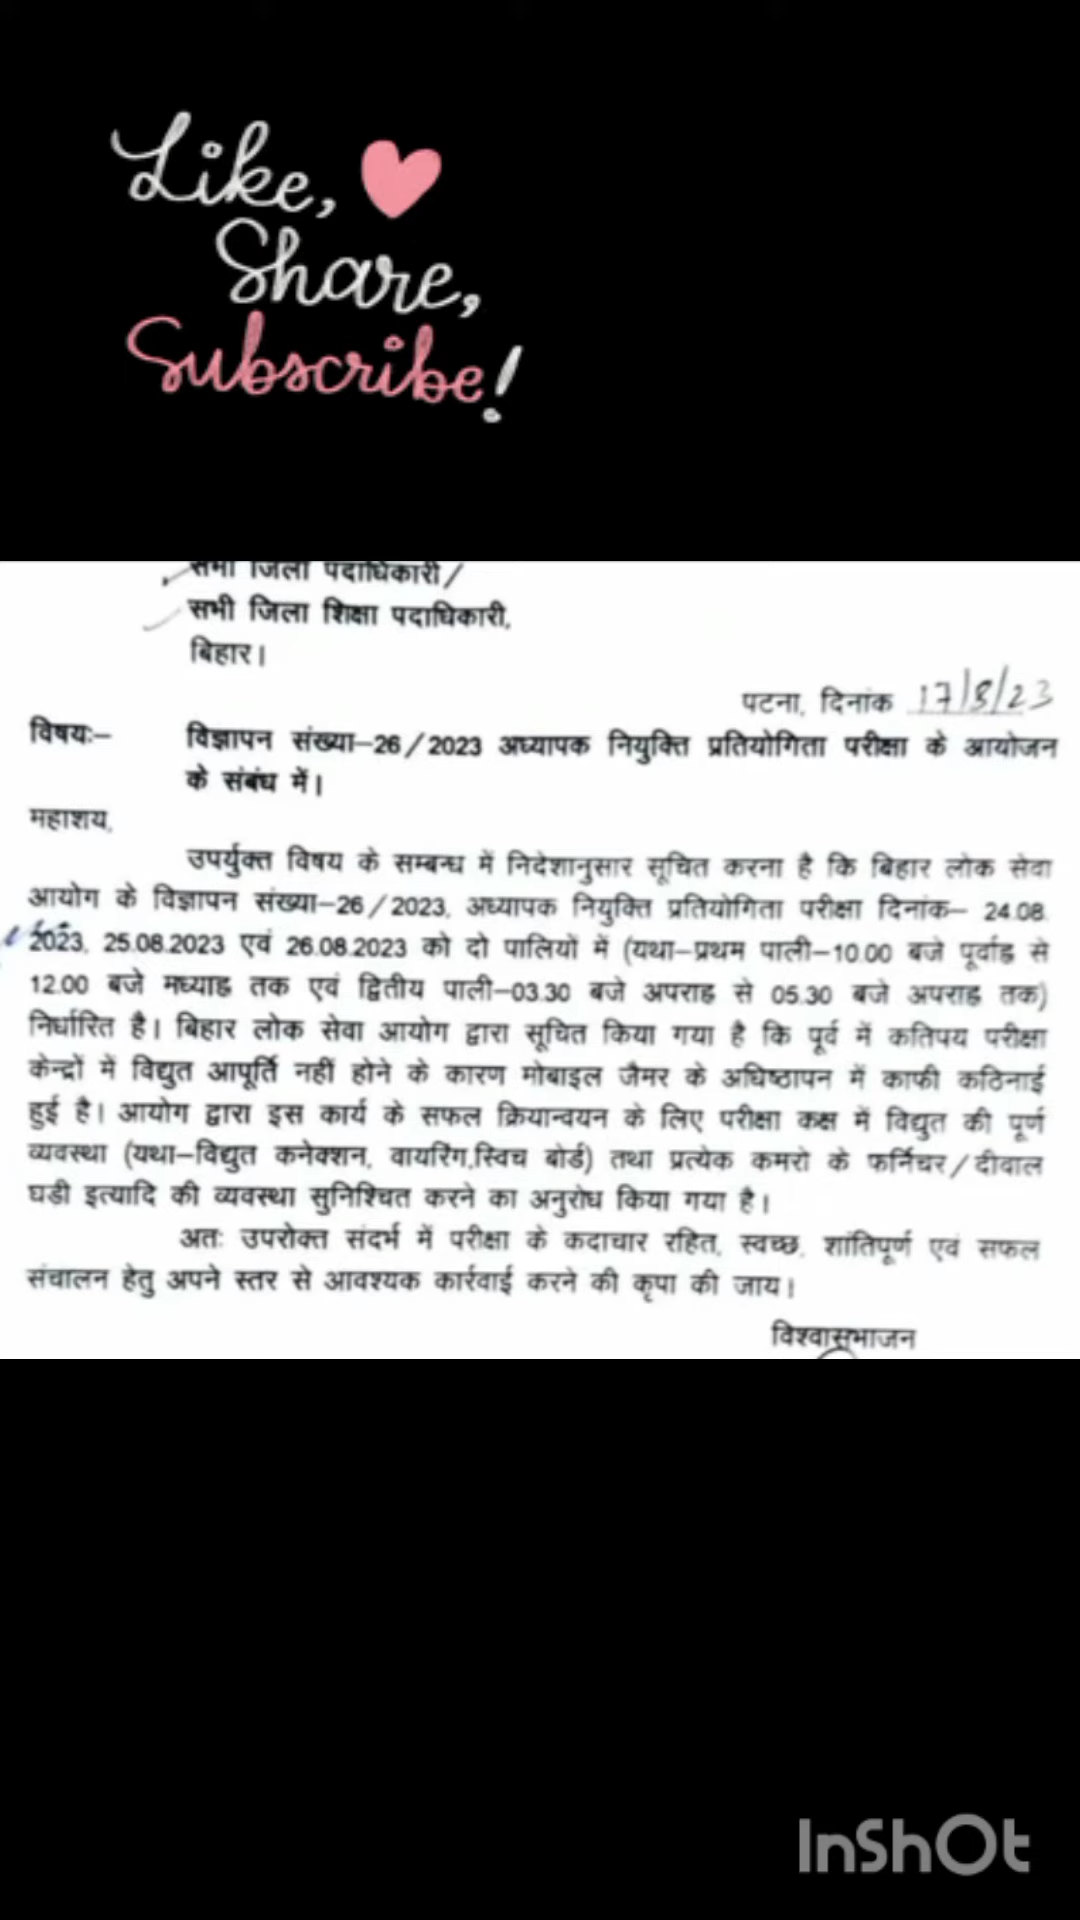 Like,
Share,
Subscribe!
सभी जिला पदाधिकारी/
सभी जिला शिक्षा पदाधिकारी,
बिहार।
पटना, दिनांक 17/8/23
विषयः– विज्ञापन संख्या–26/2023 अध्यापक नियुक्ति प्रतियोगिता परीक्षा के आयोजन
के संबंध में।
महाशय,
उपर्युक्त विषय के सम्बन्ध में निदेशानुसार सूचित करना है कि बिहार लोक सेवा
आयोग के विज्ञापन संख्या–26/2023, अध्यापक नियुक्ति प्रतियोगिता परीक्षा दिनांक– 24.08.
2023, 25.08.2023 एवं 26.08.2023 को दो पालियों में (यथा–प्रथम पाली–10.00 बजे पूर्वाह्ड से
12.00 बजे मध्याड तक एवं द्वितीय पाली–03.30 बजे अपराड से 05.30 बजे अपराड तक)
निर्धारित है। बिहार लोक सेवा आयोग द्वारा सूचित किया गया है कि पूर्व में कतिपय परीक्षा
केन्द्रों में विद्युत आपूर्ति नहीं होने के कारण मोबाइल जैमर के अधिष्ठापन में काफी कठिनाई
हुई है। आयोग द्वारा इस कार्य के सफल क्रियान्वयन के लिए परीक्षा कक्ष में विद्युत की पूर्ण
व्यवस्था (यथा–विद्युत कनेक्शन, वायरिंग,स्विच बोर्ड) तथा प्रत्येक कमरो के फर्निचर/दीवाल
घडी इत्यादि की व्यवस्था सुनिश्चित करने का अनुरोध किया गया है।
अतः उपरोक्त संदर्भ में परीक्षा के कदाचार रहित, स्वच्छ, शांतिपूर्ण एवं सफल
संचालन हेतु अपने स्तर से आवश्यक कार्रवाई करने की कृपा की जाय।
विश्वासभाजन
InShOt